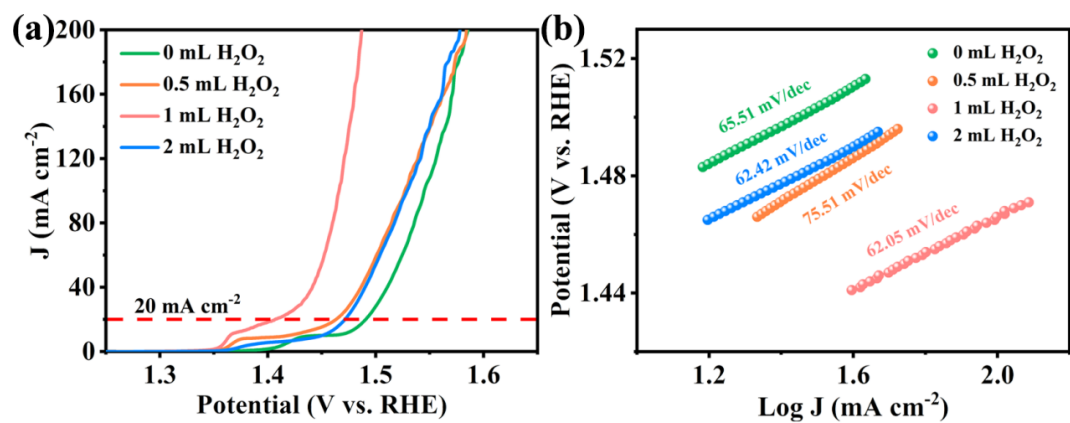 (a)
200
160
120
80
40
0
J (mA cm⁻²)
0 mL H₂O₂
0.5 mL H₂O₂
1 mL H₂O₂
2 mL H₂O₂
20 mA cm⁻²
1.3 1.4 1.5 1.6
Potential (V vs. RHE)
(b)
1.52
1.48
1.44
Potential (V vs. RHE)
0 mL H₂O₂
0.5 mL H₂O₂
1 mL H₂O₂
2 mL H₂O₂
65.51 mV/dec
62.42 mV/dec
75.51 mV/dec
62.05 mV/dec
1.2 1.6 2.0
Log J (mA cm⁻²)